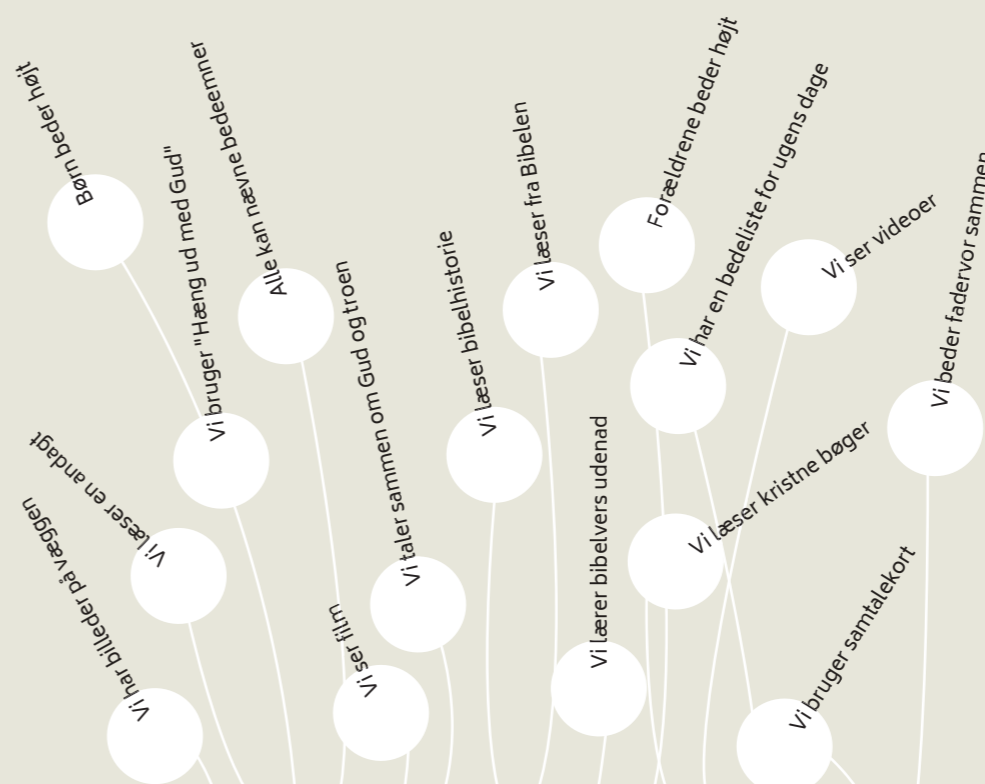 Børn beder højt
Vi bruger "Hæng ud med Gud"
Alle kan nævne bedeemner
Vi læser fra Bibelen
Forældrene beder højt
Vi har en bedeliste for ugens dage
Vi ser videoer
Vi beder fadervor sammen
Vi læser en andagt
Vi har billeder på væggen
Vi taler sammen om Gud og troen
Vi læser bibelhistorie
Vi ser film
Vi lærer bibelvers udenad
Vi læser kristne bøger
Vi bruger samtalekort